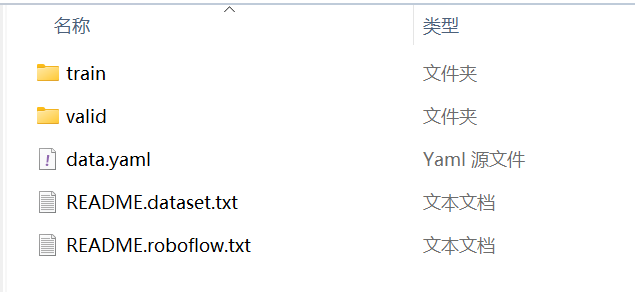 名称 类型
train 文件夹
valid 文件夹
data.yaml Yaml 源文件
README.dataset.txt 文本文档
README.roboflow.txt 文本文档